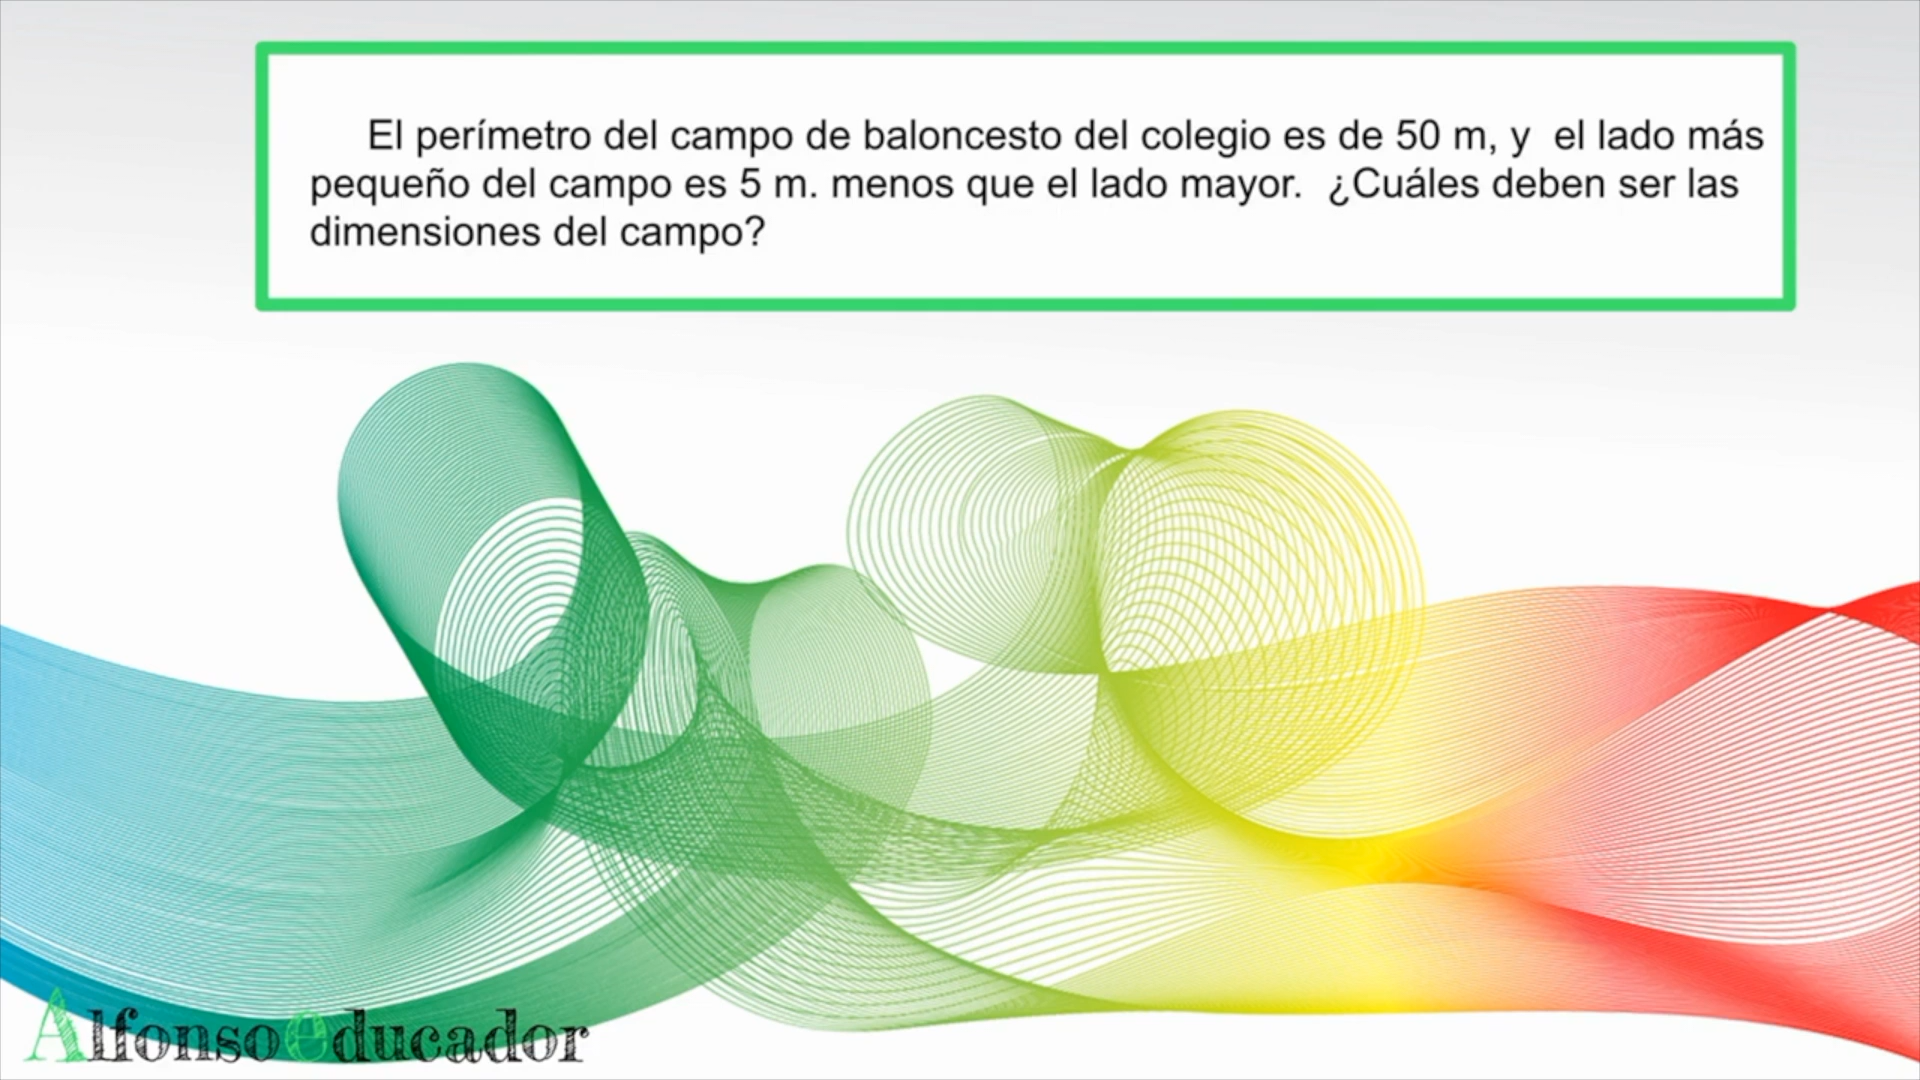 El perímetro del campo de baloncesto del colegio es de 50 m, y  el lado más
pequeño del campo es 5 m. menos que el lado mayor.  ¿Cuáles deben ser las
dimensiones del campo?
Alfonso educador